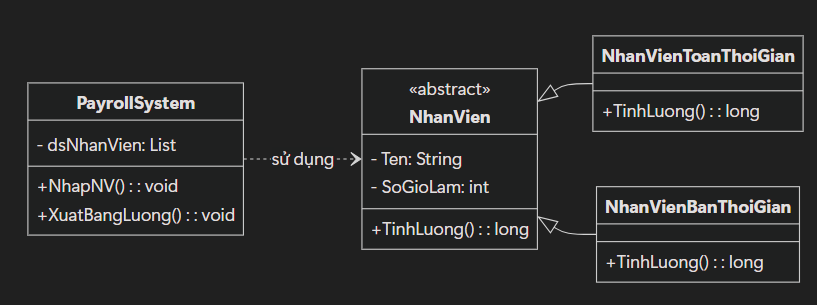 PayrollSystem
- dsNhanVien: List
+NhapNV() : : void
+XuatBangLuong() : : void
sử dụng
«abstract»
NhanVien
- Ten: String
- SoGioLam: int
+TinhLuong() : : long
NhanVienToanThoiGian
+TinhLuong() : : long
NhanVienBanThoiGian
+TinhLuong() : : long